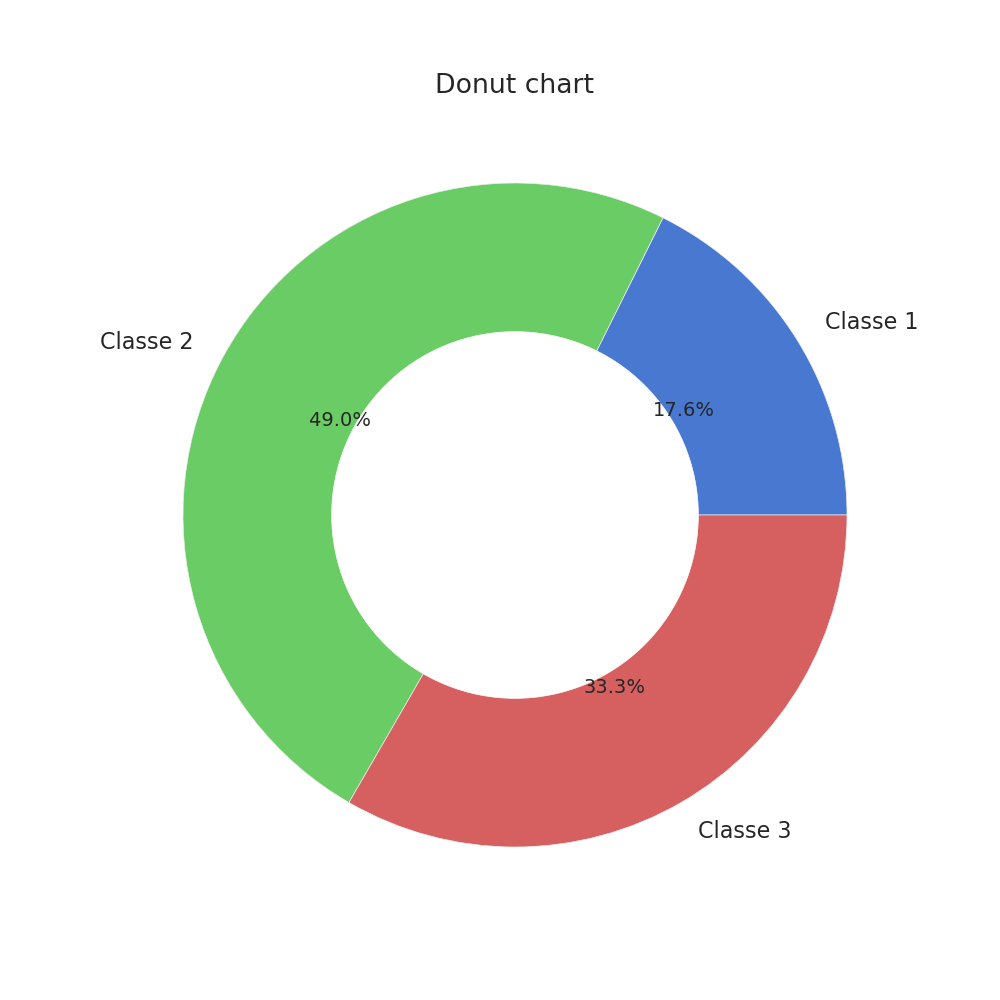 Donut chart
Classe 1
Classe 2
17.6%
49.0%
33.3%
Classe 3